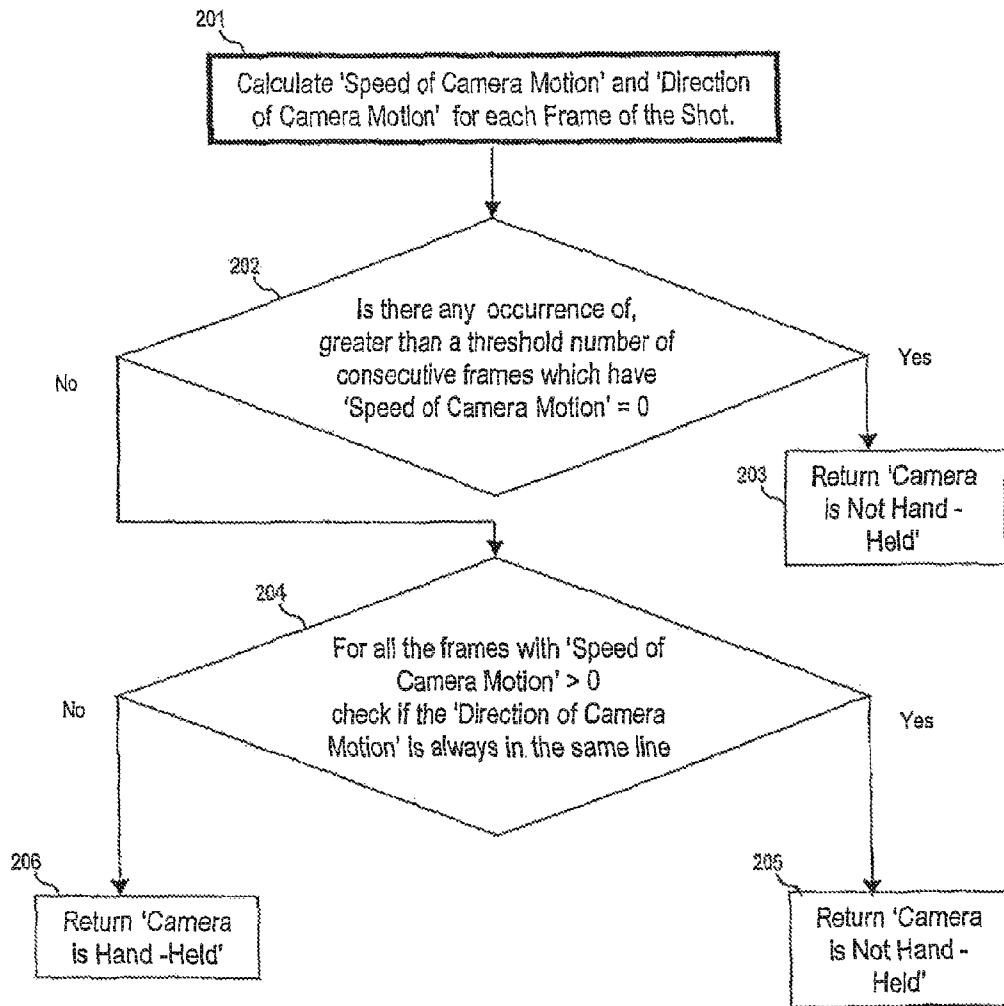 201
Calculate 'Speed of Camera Motion' and 'Direction
of Camera Motion' for each Frame of the Shot.
202
Is there any occurrence of,
greater than a threshold number of
consecutive frames which have
'Speed of Camera Motion' = 0
No
Yes
203
Return 'Camera
is Not Hand -
Held'
204
For all the frames with 'Speed of
Camera Motion' > 0
check if the 'Direction of Camera
Motion' is always in the same line
No
Yes
206
Return 'Camera
is Hand -Held'
205
Return 'Camera
is Not Hand -
Held'